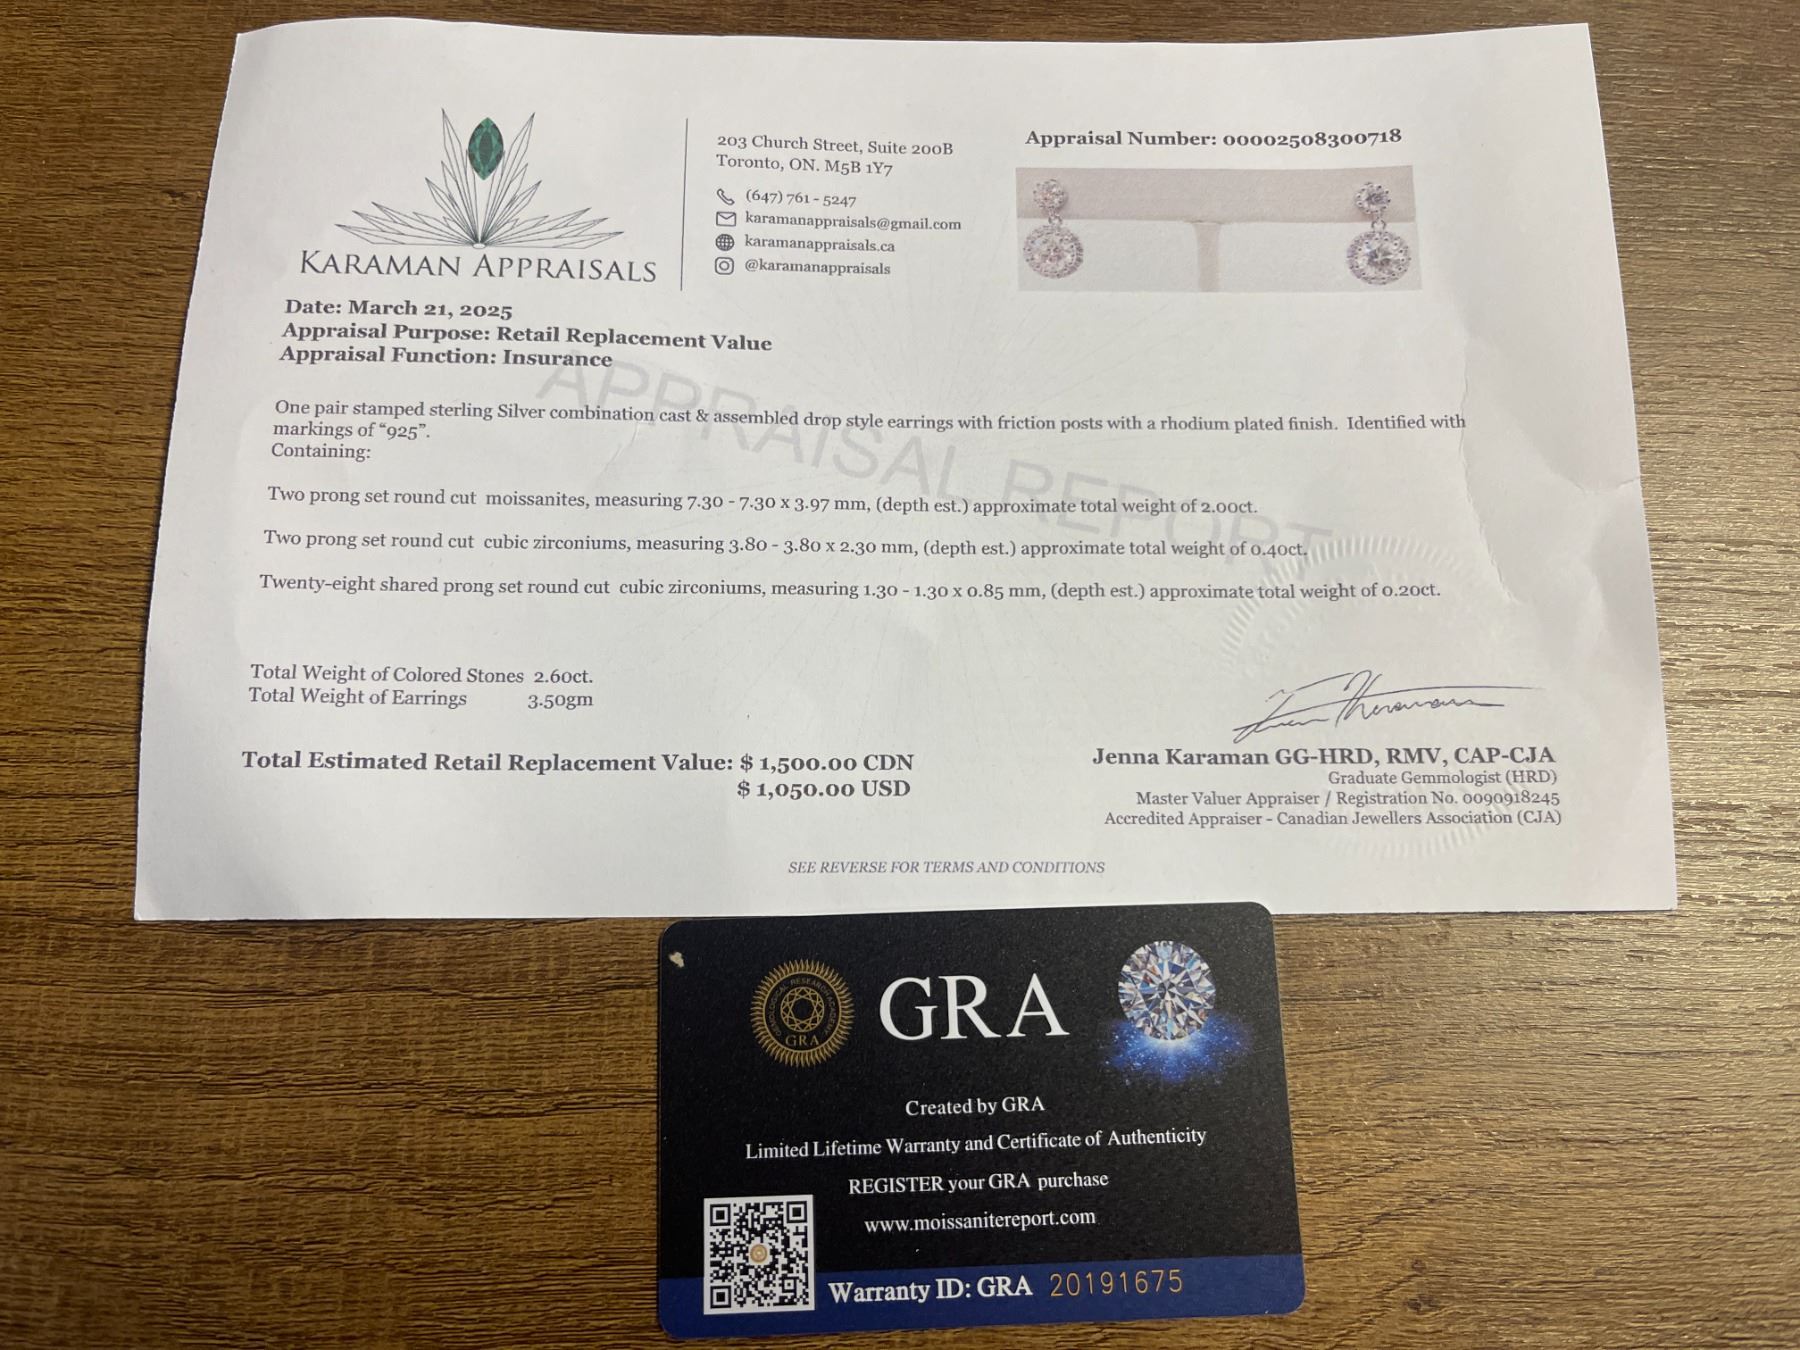 KARAMAN APPRAISALS
203 Church Street, Suite 200B
Toronto, ON. M5B 1Y7
(647) 761 - 5247
karamanappraisals@gmail.com
karamanappraisals.ca
@karamanappraisals
Appraisal Number: 00002508300718
Date: March 21, 2025
Appraisal Purpose: Retail Replacement Value
Appraisal Function: Insurance
APPRAISAL REPORT
One pair stamped sterling Silver combination cast & assembled drop style earrings with friction posts with a rhodium plated finish. Identified with
markings of "925".
Containing:
Two prong set round cut moissanites, measuring 7.30 - 7.30 x 3.97 mm, (depth est.) approximate total weight of 2.00ct.
Two prong set round cut cubic zirconiums, measuring 3.80 - 3.80 x 2.30 mm, (depth est.) approximate total weight of 0.40ct.
Twenty-eight shared prong set round cut cubic zirconiums, measuring 1.30 - 1.30 x 0.85 mm, (depth est.) approximate total weight of 0.20ct.
Total Weight of Colored Stones 2.60ct.
Total Weight of Earrings 3.50gm
Total Estimated Retail Replacement Value: $ 1,500.00 CDN
$ 1,050.00 USD
Jenna Karaman GG-HRD, RMV, CAP-CJA
Graduate Gemmologist (HRD)
Master Valuer Appraiser / Registration No. 0090918245
Accredited Appraiser - Canadian Jewellers Association (CJA)
SEE REVERSE FOR TERMS AND CONDITIONS
GEMOLOGICAL RESEARCH ACADEMY
GRA
GRA
Created by GRA
Limited Lifetime Warranty and Certificate of Authenticity
REGISTER your GRA purchase
www.moissanitereport.com
Warranty ID: GRA 20191675